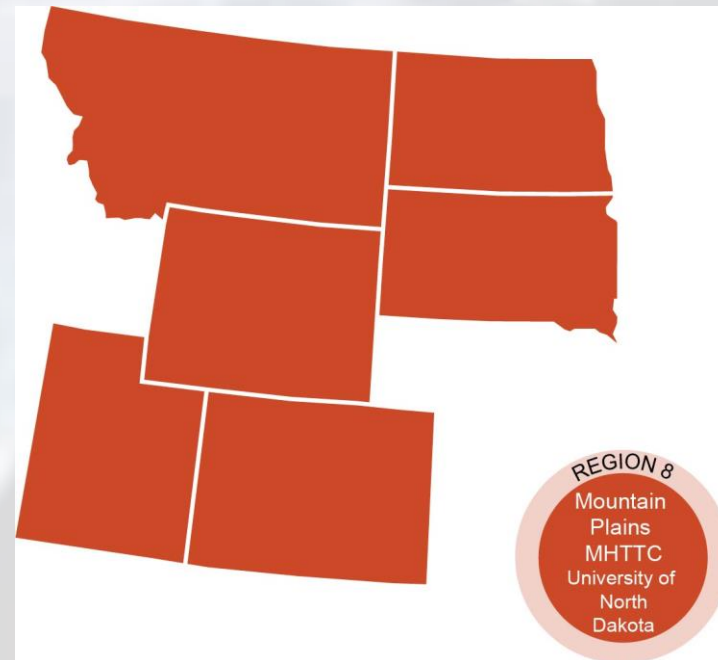 REGION 8
Mountain
Plains
MHTTC
University of
North
Dakota